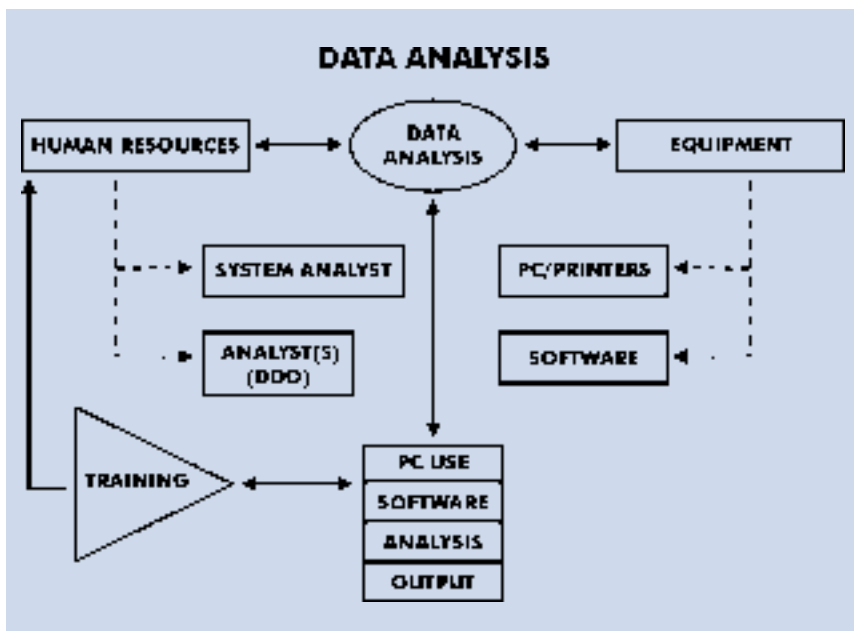 DATA ANALYSIS
HUMAN RESOURCES
DATA
ANALYSIS
EQUIPMENT
SYSTEM ANALYST
PC/PRINTERS
ANALYST(S)
(DDO)
SOFTWARE
TRAINING
PC USE
SOFTWARE
ANALYSIS
OUTPUT